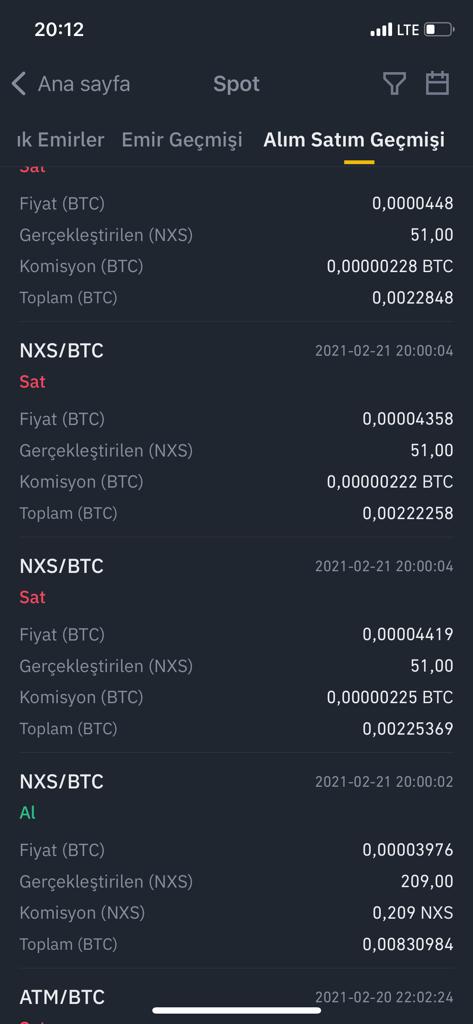 20:12
LTE
Ana sayfa
Spot
ık Emirler Emir Geçmişi Alım Satım Geçmişi
Sat
Fiyat (BTC) 0,0000448
Gerçekleştirilen (NXS) 51,00
Komisyon (BTC) 0,00000228 BTC
Toplam (BTC) 0,0022848
NXS/BTC 2021-02-21 20:00:04
Sat
Fiyat (BTC) 0,00004358
Gerçekleştirilen (NXS) 51,00
Komisyon (BTC) 0,00000222 BTC
Toplam (BTC) 0,00222258
NXS/BTC 2021-02-21 20:00:04
Sat
Fiyat (BTC) 0,00004419
Gerçekleştirilen (NXS) 51,00
Komisyon (BTC) 0,00000225 BTC
Toplam (BTC) 0,00225369
NXS/BTC 2021-02-21 20:00:02
Al
Fiyat (BTC) 0,00003976
Gerçekleştirilen (NXS) 209,00
Komisyon (NXS) 0,209 NXS
Toplam (BTC) 0,00830984
ATM/BTC 2021-02-20 22:02:24